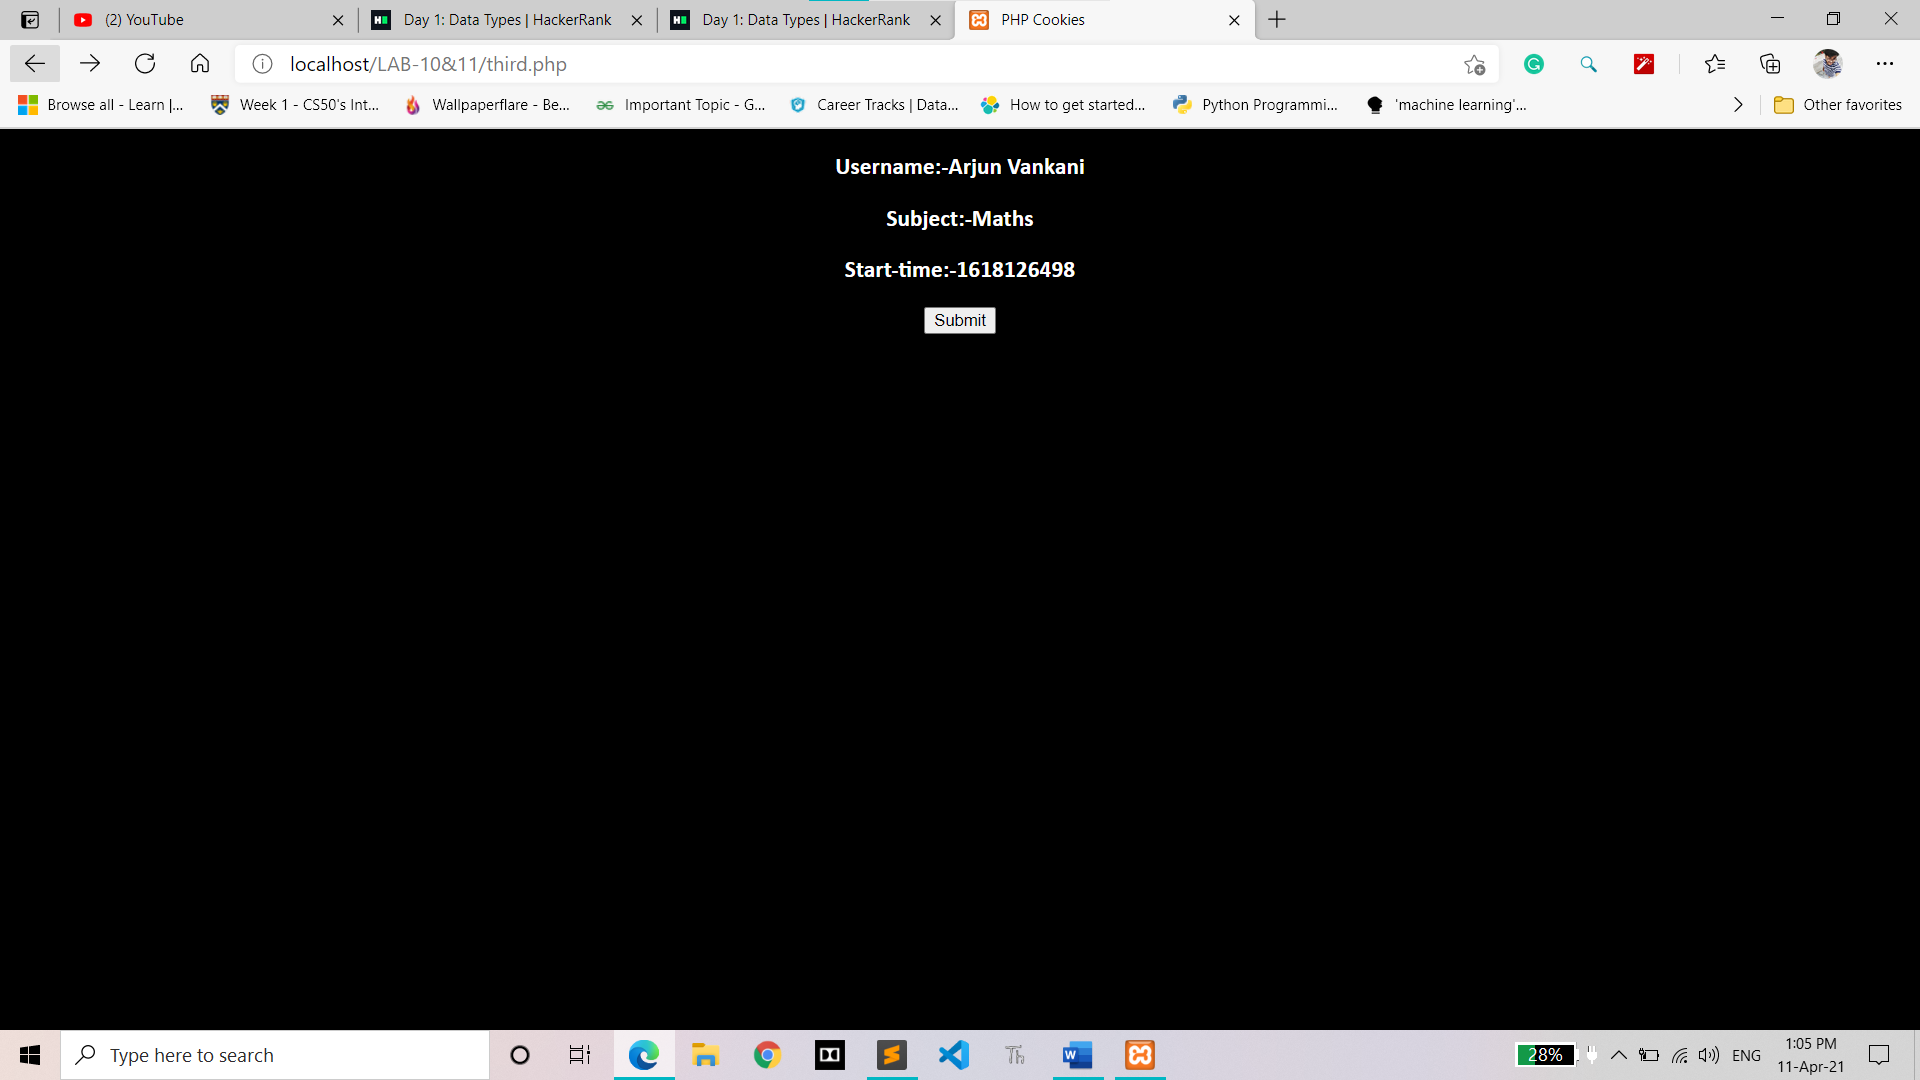 (2) YouTube
Day 1: Data Types | HackerRank
Day 1: Data Types | HackerRank
PHP Cookies
localhost/LAB-10&11/third.php
Browse all - Learn |...
Week 1 - CS50's Int...
Wallpaperflare - Be...
Important Topic - G...
Career Tracks | Data...
How to get started...
Python Programmi...
'machine learning'...
Other favorites
Username:-Arjun Vankani
Subject:-Maths
Start-time:-1618126498
Submit
Type here to search
Th
28%
ENG
1:05 PM
11-Apr-21